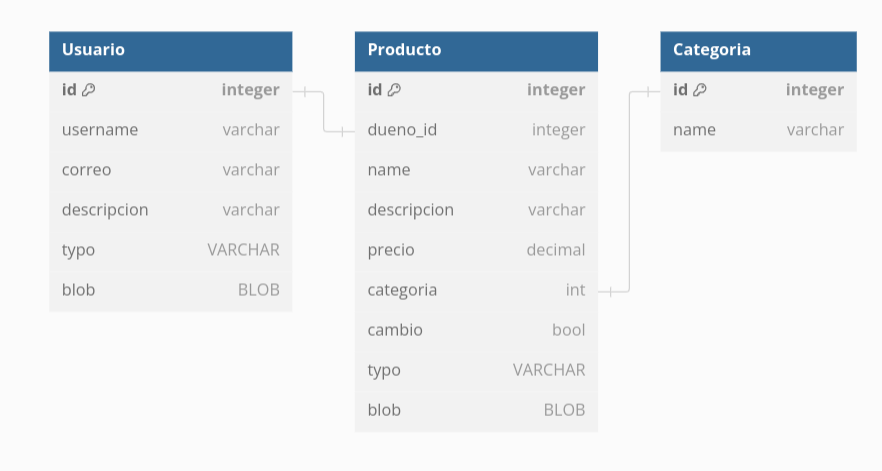 Usuario
id integer
username varchar
correo varchar
descripcion varchar
typo VARCHAR
blob BLOB
Producto
id integer
dueno_id integer
name varchar
descripcion varchar
precio decimal
categoria int
cambio bool
typo VARCHAR
blob BLOB
Categoria
id integer
name varchar